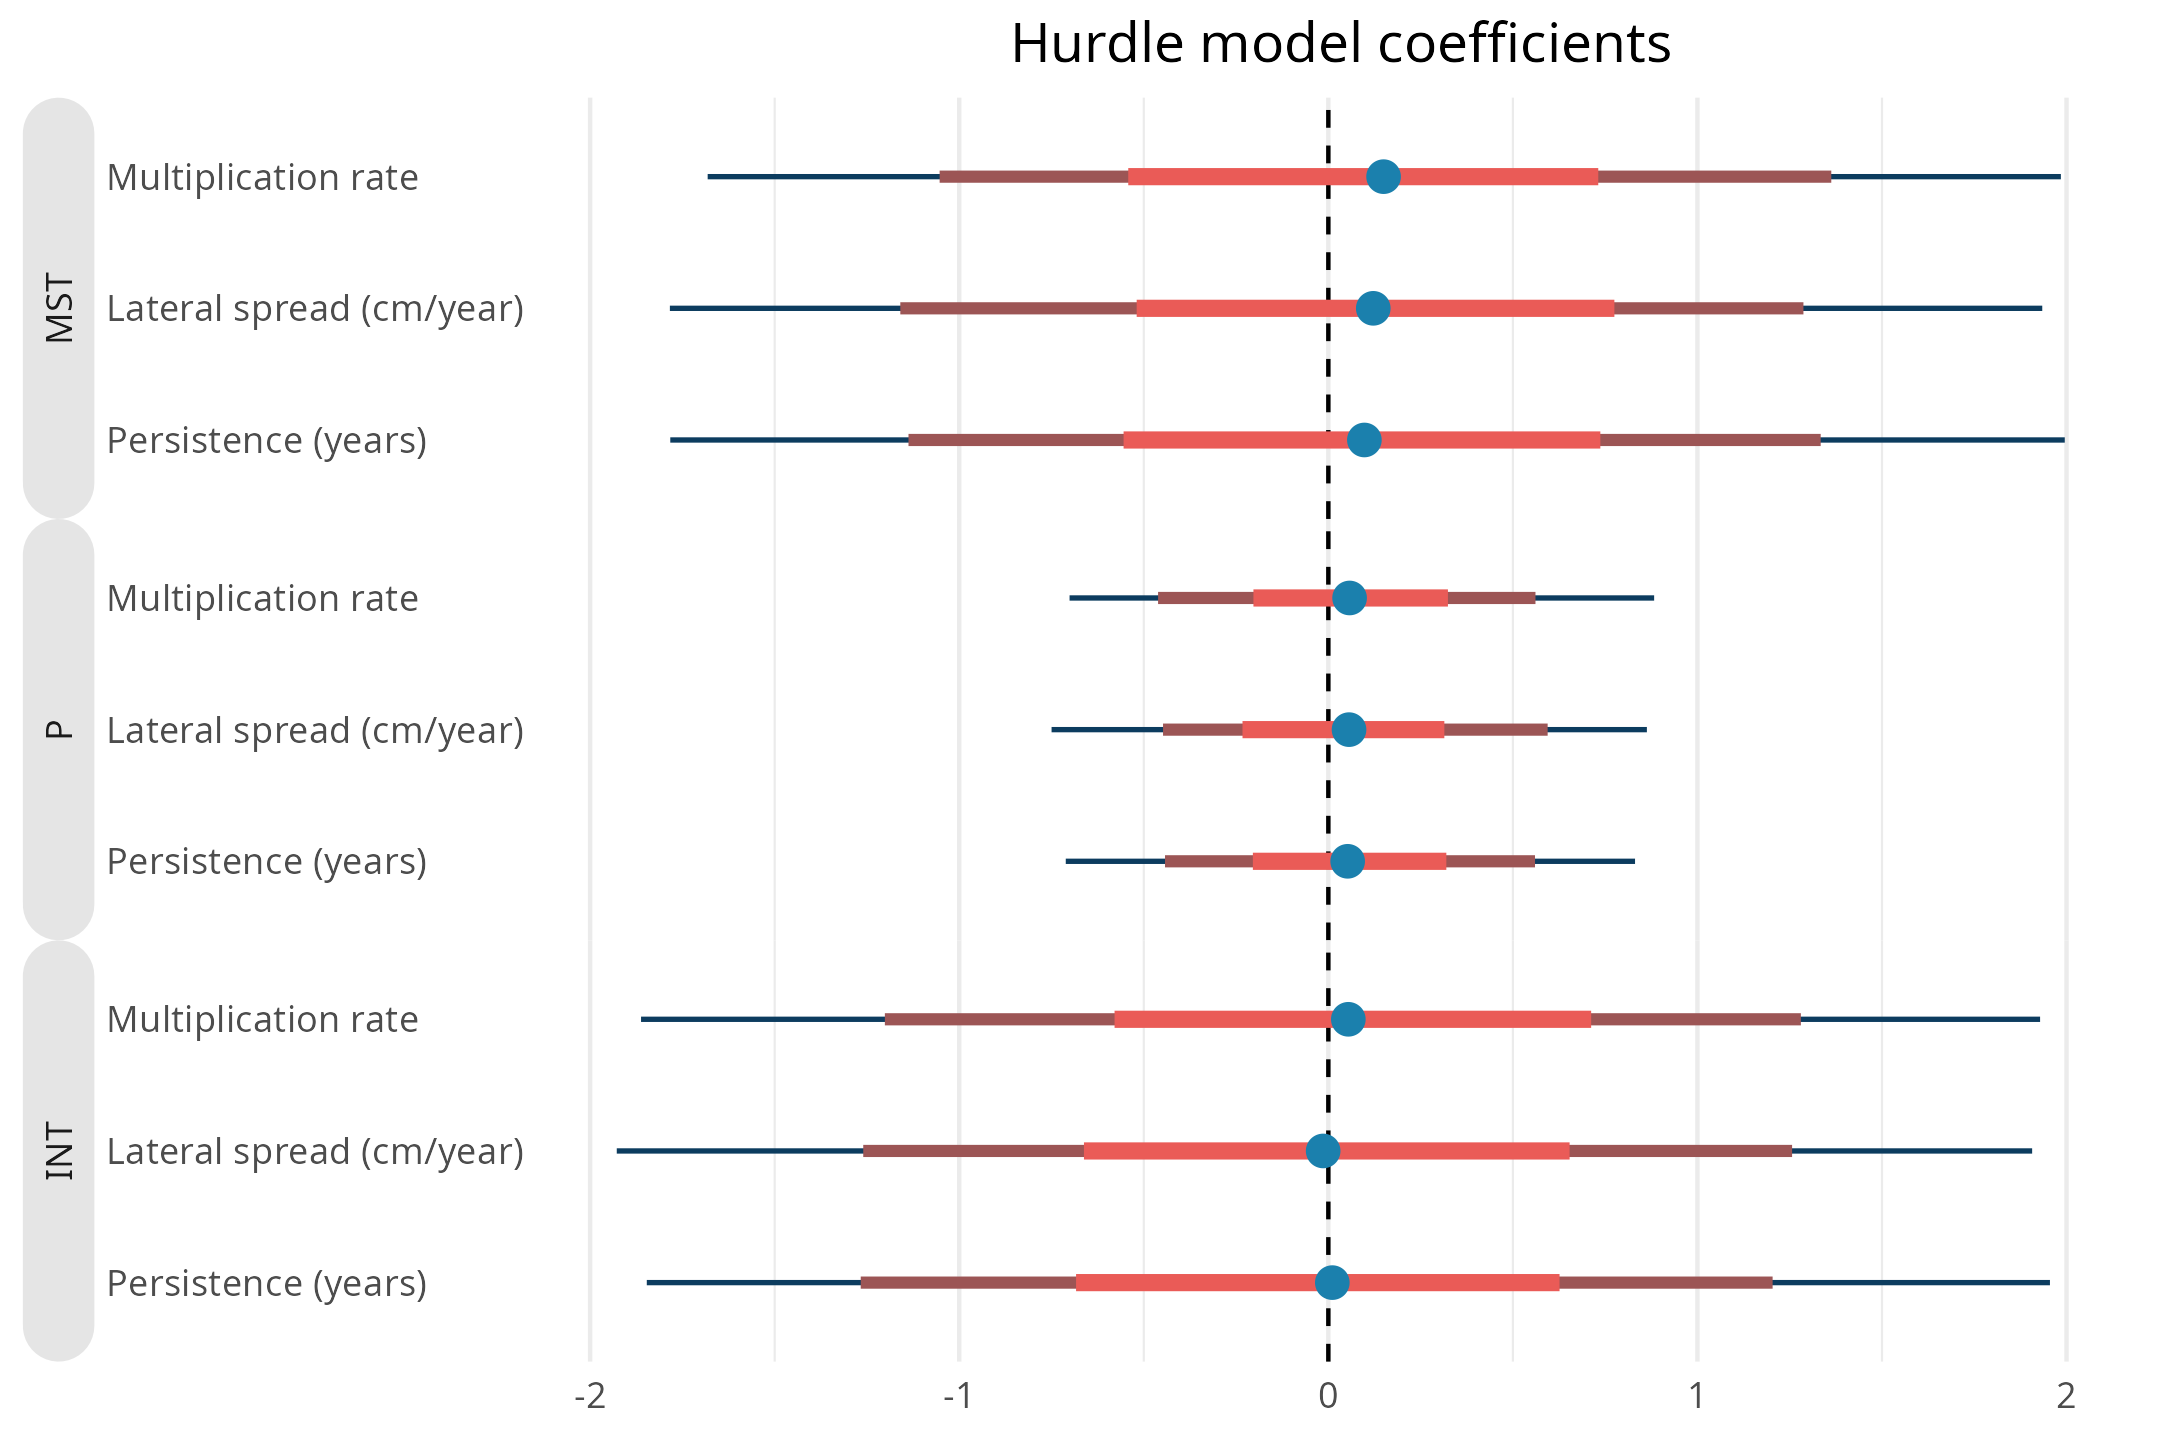 Hurdle model coefficients
MST
Multiplication rate
Lateral spread (cm/year)
Persistence (years)
P
Multiplication rate
Lateral spread (cm/year)
Persistence (years)
INT
Multiplication rate
Lateral spread (cm/year)
Persistence (years)
-2 -1 0 1 2